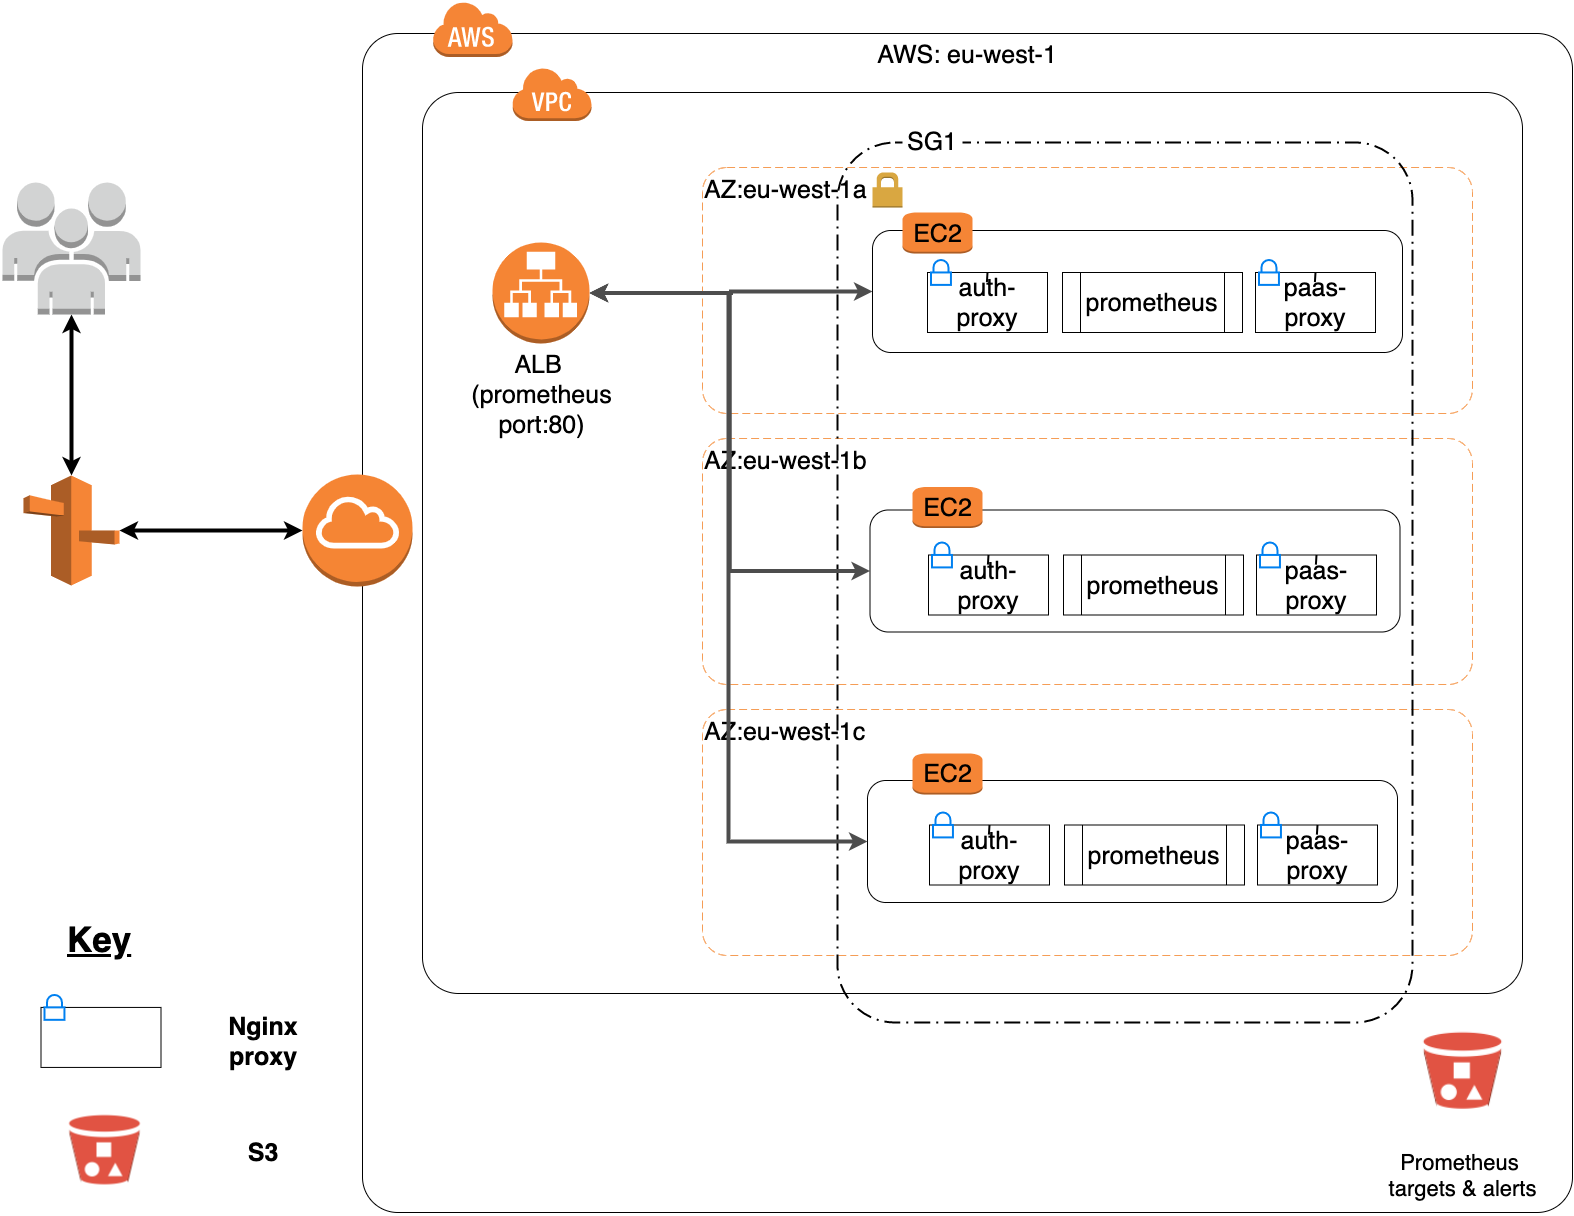 AWS
AWS: eu-west-1
VPC
SG1
AZ:eu-west-1a
EC2
auth-
proxy
prometheus
paas-
proxy
ALB
(prometheus
port:80)
AZ:eu-west-1b
EC2
auth-
proxy
prometheus
paas-
proxy
AZ:eu-west-1c
EC2
auth-
proxy
prometheus
paas-
proxy
Key
Nginx
proxy
S3
Prometheus
targets & alerts